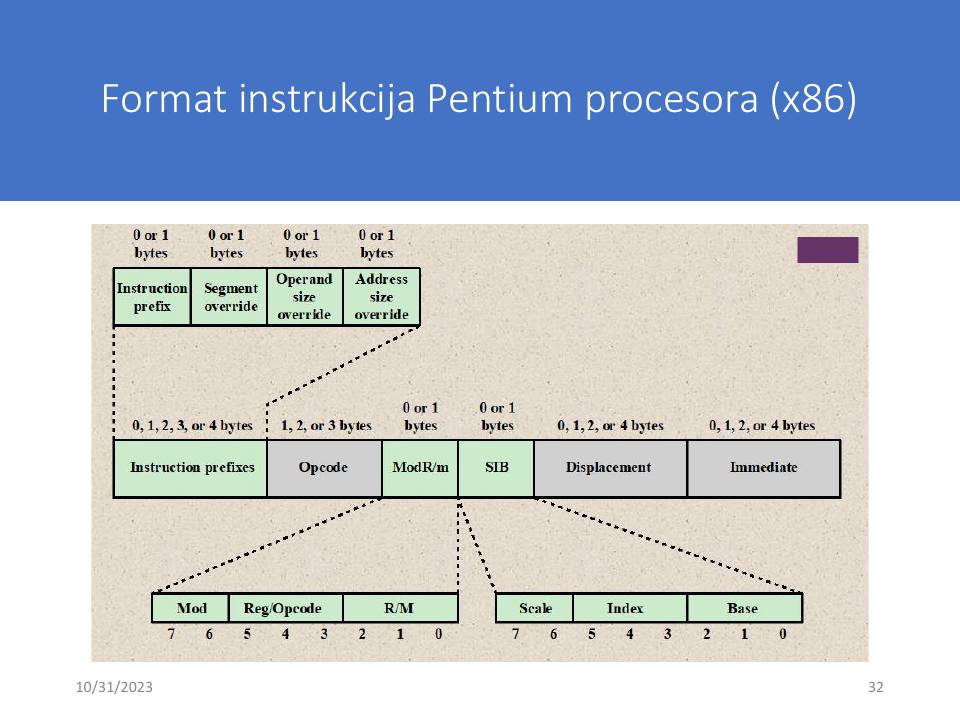 Format instrukcija Pentium procesora (x86)
0 or 1 0 or 1 0 or 1 0 or 1
bytes bytes bytes bytes
Instruction prefix
Segment override
Operand size override
Address size override
0 or 1 0 or 1
bytes bytes
0, 1, 2, 3, or 4 bytes 1, 2, or 3 bytes 0, 1, 2, or 4 bytes 0, 1, 2, or 4 bytes
Instruction prefixes Opcode ModR/m SIB Displacement Immediate
Mod Reg/Opcode R/M Scale Index Base
7 6 5 4 3 2 1 0 7 6 5 4 3 2 1 0
10/31/2023 32